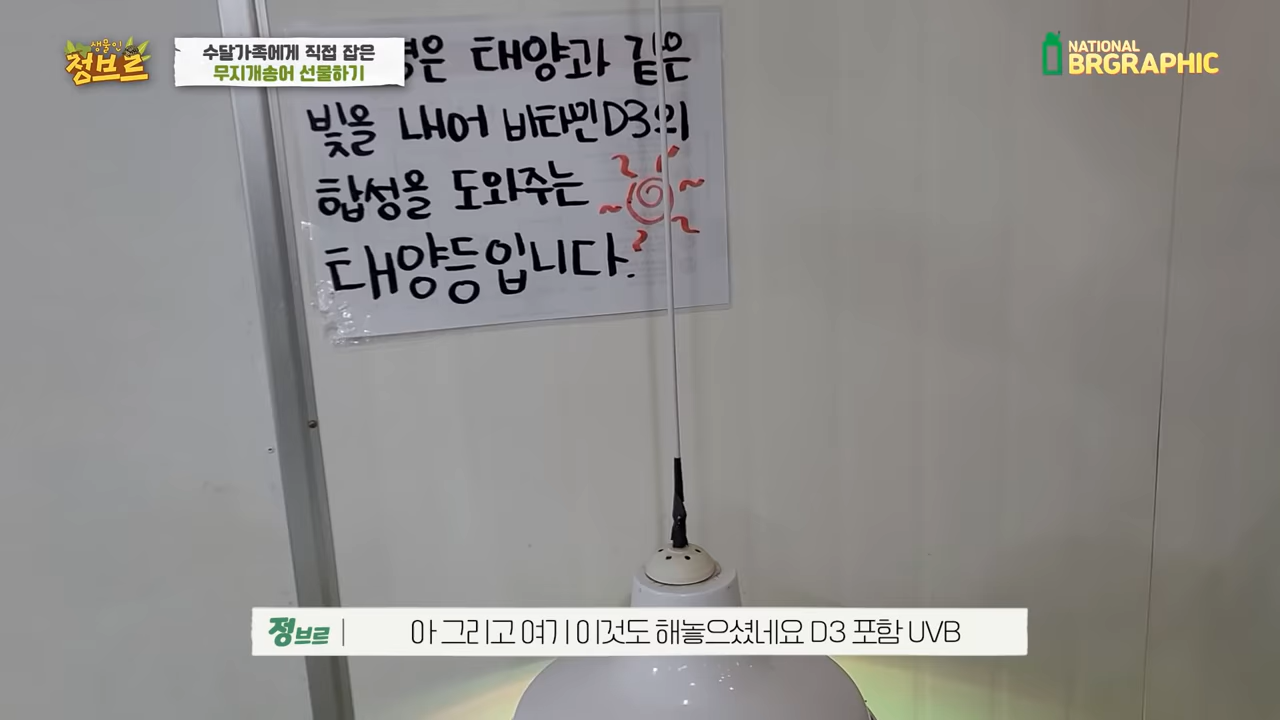 생물인
정브르
수달가족에게 직접 잡은
무지개송어 선물하기
NATIONAL
BRGRAPHIC
태양과 같은
빛을 내어 비타민D3의
합성을 도와주는
태양등입니다.
정브르 아 그리고 여기 이것도 해놓으셨네요 D3 포함 UVB